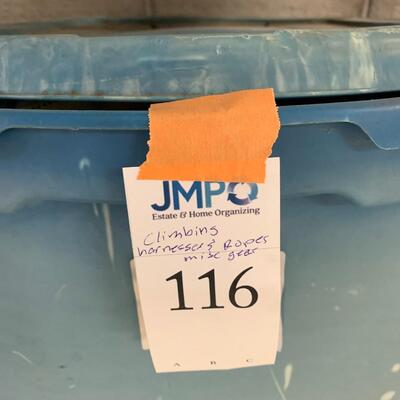 JMPO
Estate & Home Organizing
Climbing
harnesses & Ropes
misc gear
116
A B C